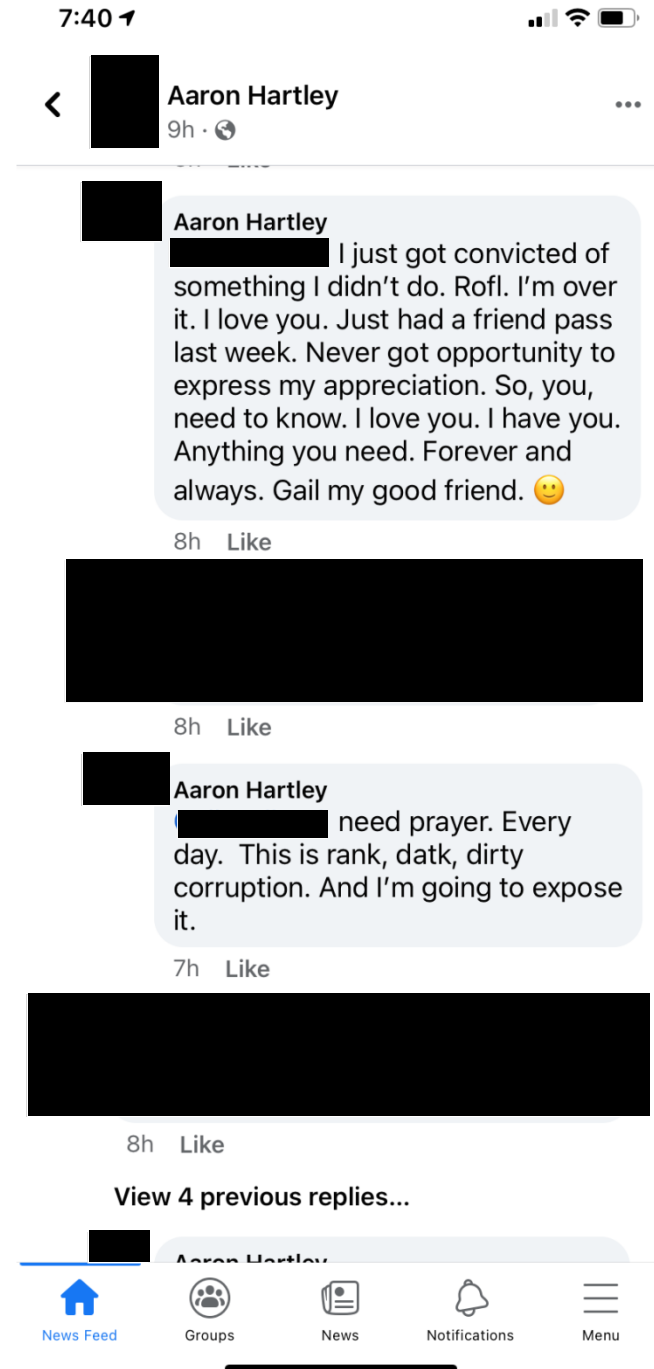 7:40
Aaron Hartley
9h ·
Aaron Hartley
I just got convicted of
something I didn’t do. Rofl. I’m over
it. I love you. Just had a friend pass
last week. Never got opportunity to
express my appreciation. So, you,
need to know. I love you. I have you.
Anything you need. Forever and
always. Gail my good friend. 🙂
8h Like
8h Like
Aaron Hartley
need prayer. Every
day.  This is rank, datk, dirty
corruption. And I’m going to expose
it.
7h Like
8h Like
View 4 previous replies...
Aaron Hartley
News Feed Groups News Notifications Menu